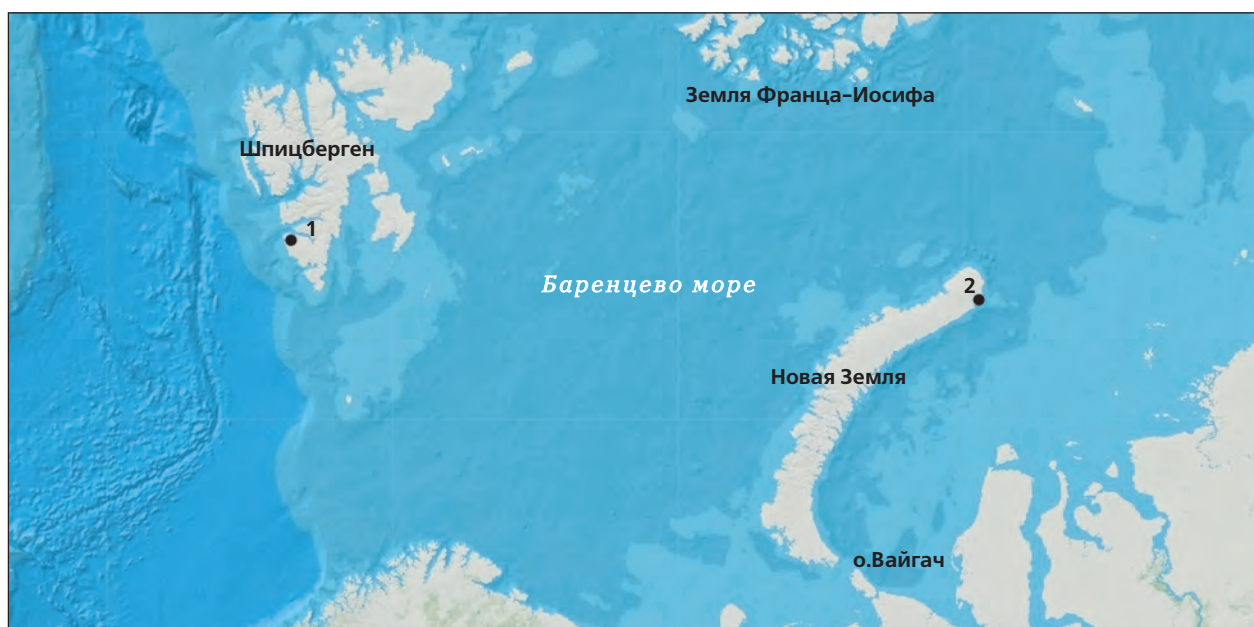 Земля Франца-Иосифа
Шпицберген
1
Баренцево море
2
Новая Земля
о.Вайгач